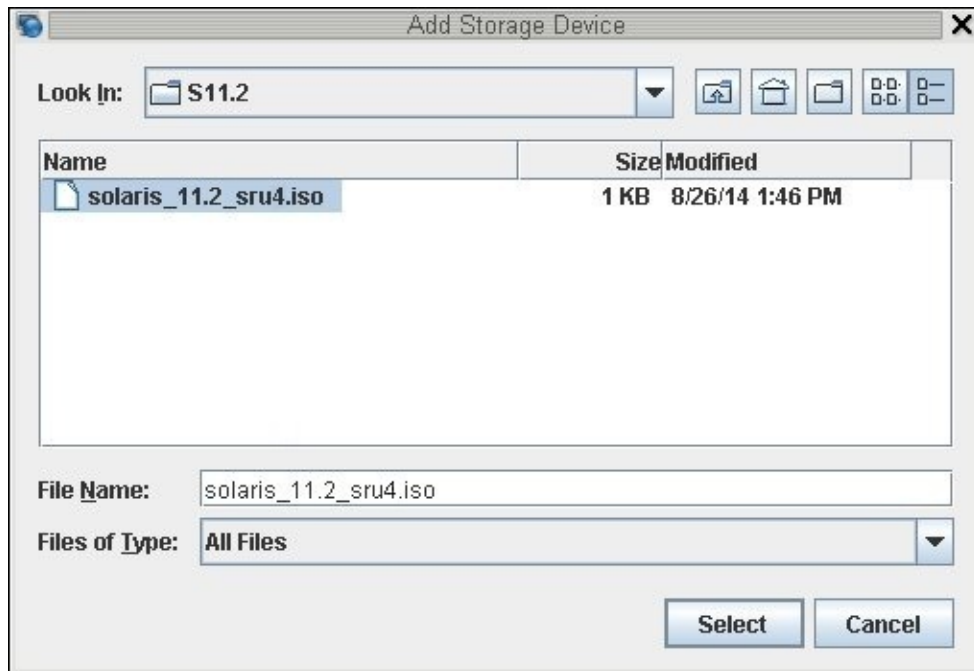 Add Storage Device
Look In: S11.2
Name Size Modified
solaris_11.2_sru4.iso 1 KB 8/26/14 1:46 PM
File Name: solaris_11.2_sru4.iso
Files of Type: All Files
Select Cancel